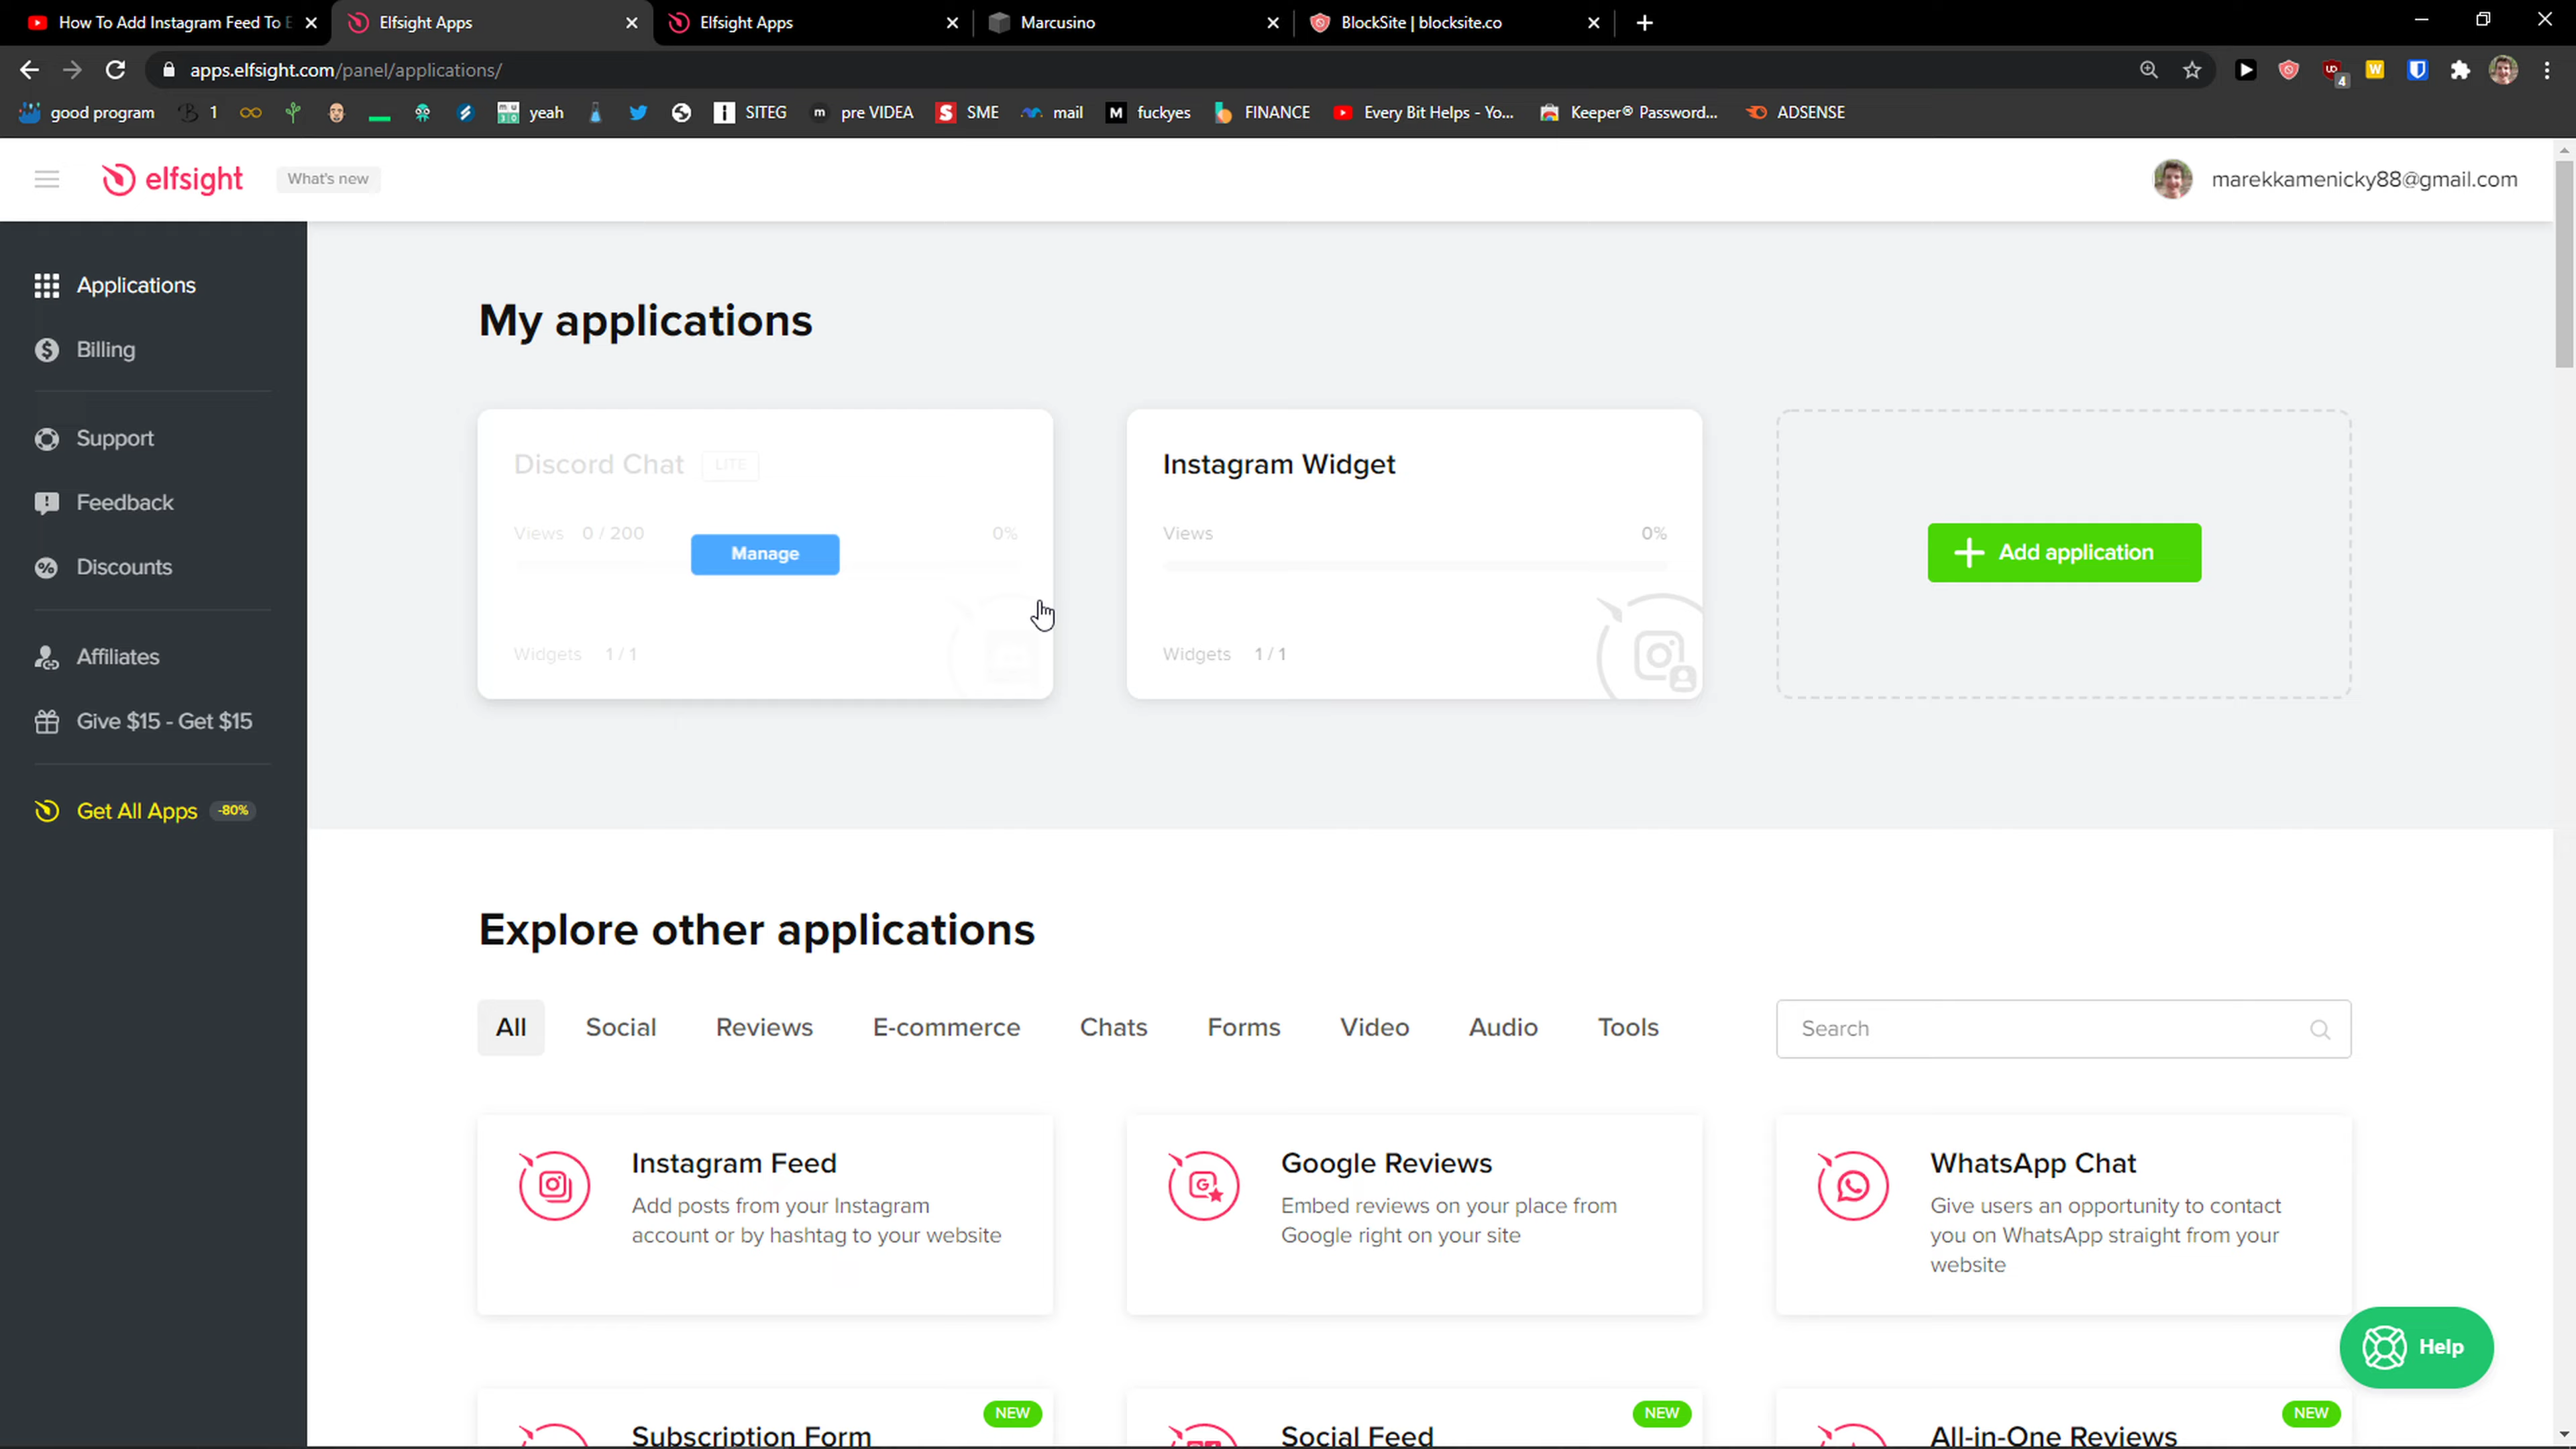 How To Add Instagram Feed To E
Elfsight Apps
Elfsight Apps
Marcusino
BlockSite | blocksite.co
apps.elfsight.com/panel/applications/
4
good program
1
yeah
SITEG
pre VIDEA
SME
mail
fuckyes
FINANCE
Every Bit Helps - Yo...
Keeper® Password...
ADSENSE
elfsight
What's new
marekkamenicky88@gmail.com
Applications
Billing
Support
Feedback
Discounts
Affiliates
Give $15 - Get $15
Get All Apps -80%
My applications
Discord Chat LITE
Views 0 / 200 0%
Manage
Widgets 1 / 1
Instagram Widget
Views 0%
Widgets 1 / 1
Add application
Explore other applications
All Social Reviews E-commerce Chats Forms Video Audio Tools
Search
Instagram Feed
Add posts from your Instagram
account or by hashtag to your website
Google Reviews
Embed reviews on your place from
Google right on your site
WhatsApp Chat
Give users an opportunity to contact
you on WhatsApp straight from your
website
Help
NEW
Subscription Form
NEW
Social Feed
NEW
All-in-One Reviews